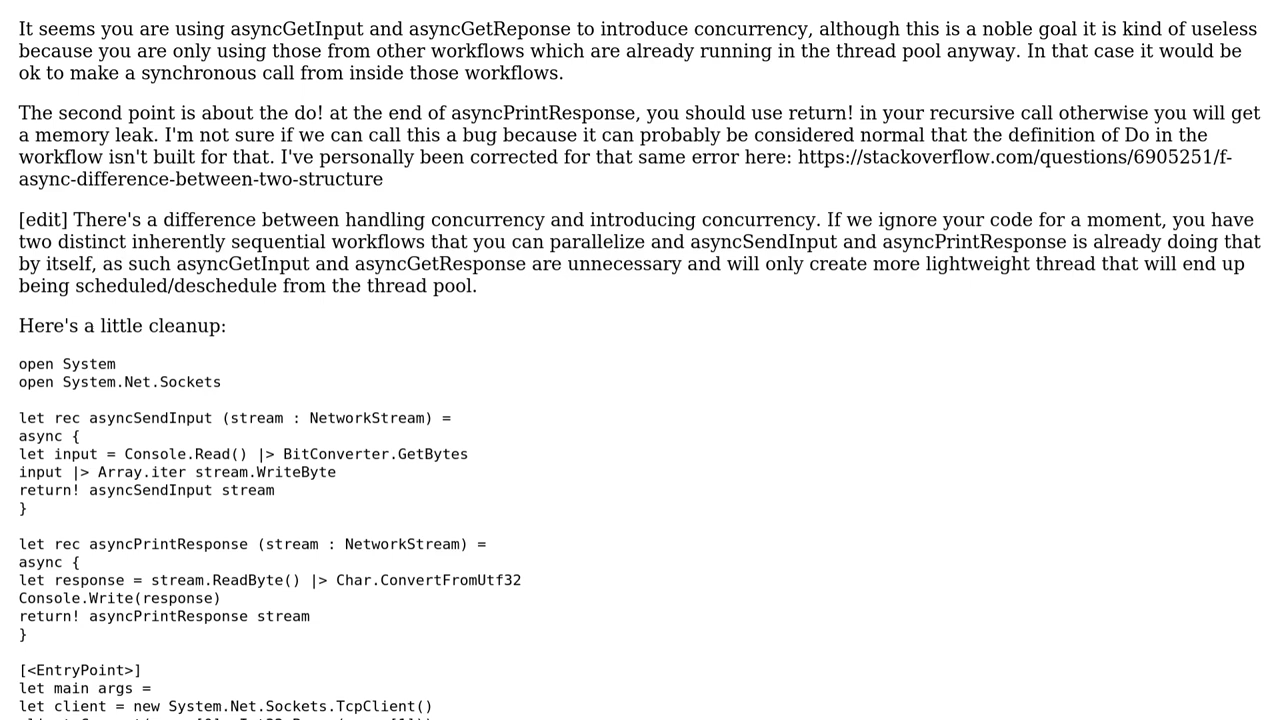 It seems you are using asyncGetInput and asyncGetReponse to introduce concurrency, although this is a noble goal it is kind of useless
because you are only using those from other workflows which are already running in the thread pool anyway. In that case it would be
ok to make a synchronous call from inside those workflows.
The second point is about the do! at the end of asyncPrintResponse, you should use return! in your recursive call otherwise you will get
a memory leak. I'm not sure if we can call this a bug because it can probably be considered normal that the definition of Do in the
workflow isn't built for that. I've personally been corrected for that same error here: https://stackoverflow.com/questions/6905251/f-
async-difference-between-two-structure
[edit] There's a difference between handling concurrency and introducing concurrency. If we ignore your code for a moment, you have
two distinct inherently sequential workflows that you can parallelize and asyncSendInput and asyncPrintResponse is already doing that
by itself, as such asyncGetInput and asyncGetResponse are unnecessary and will only create more lightweight thread that will end up
being scheduled/deschedule from the thread pool.
Here's a little cleanup:
open System
open System.Net.Sockets
let rec asyncSendInput (stream : NetworkStream) =
async {
let input = Console.Read() |> BitConverter.GetBytes
input |> Array.iter stream.WriteByte
return! asyncSendInput stream
}
let rec asyncPrintResponse (stream : NetworkStream) =
async {
let response = stream.ReadByte() |> Char.ConvertFromUtf32
Console.Write(response)
return! asyncPrintResponse stream
}
[<EntryPoint>]
let main args =
let client = new System.Net.Sockets.TcpClient()